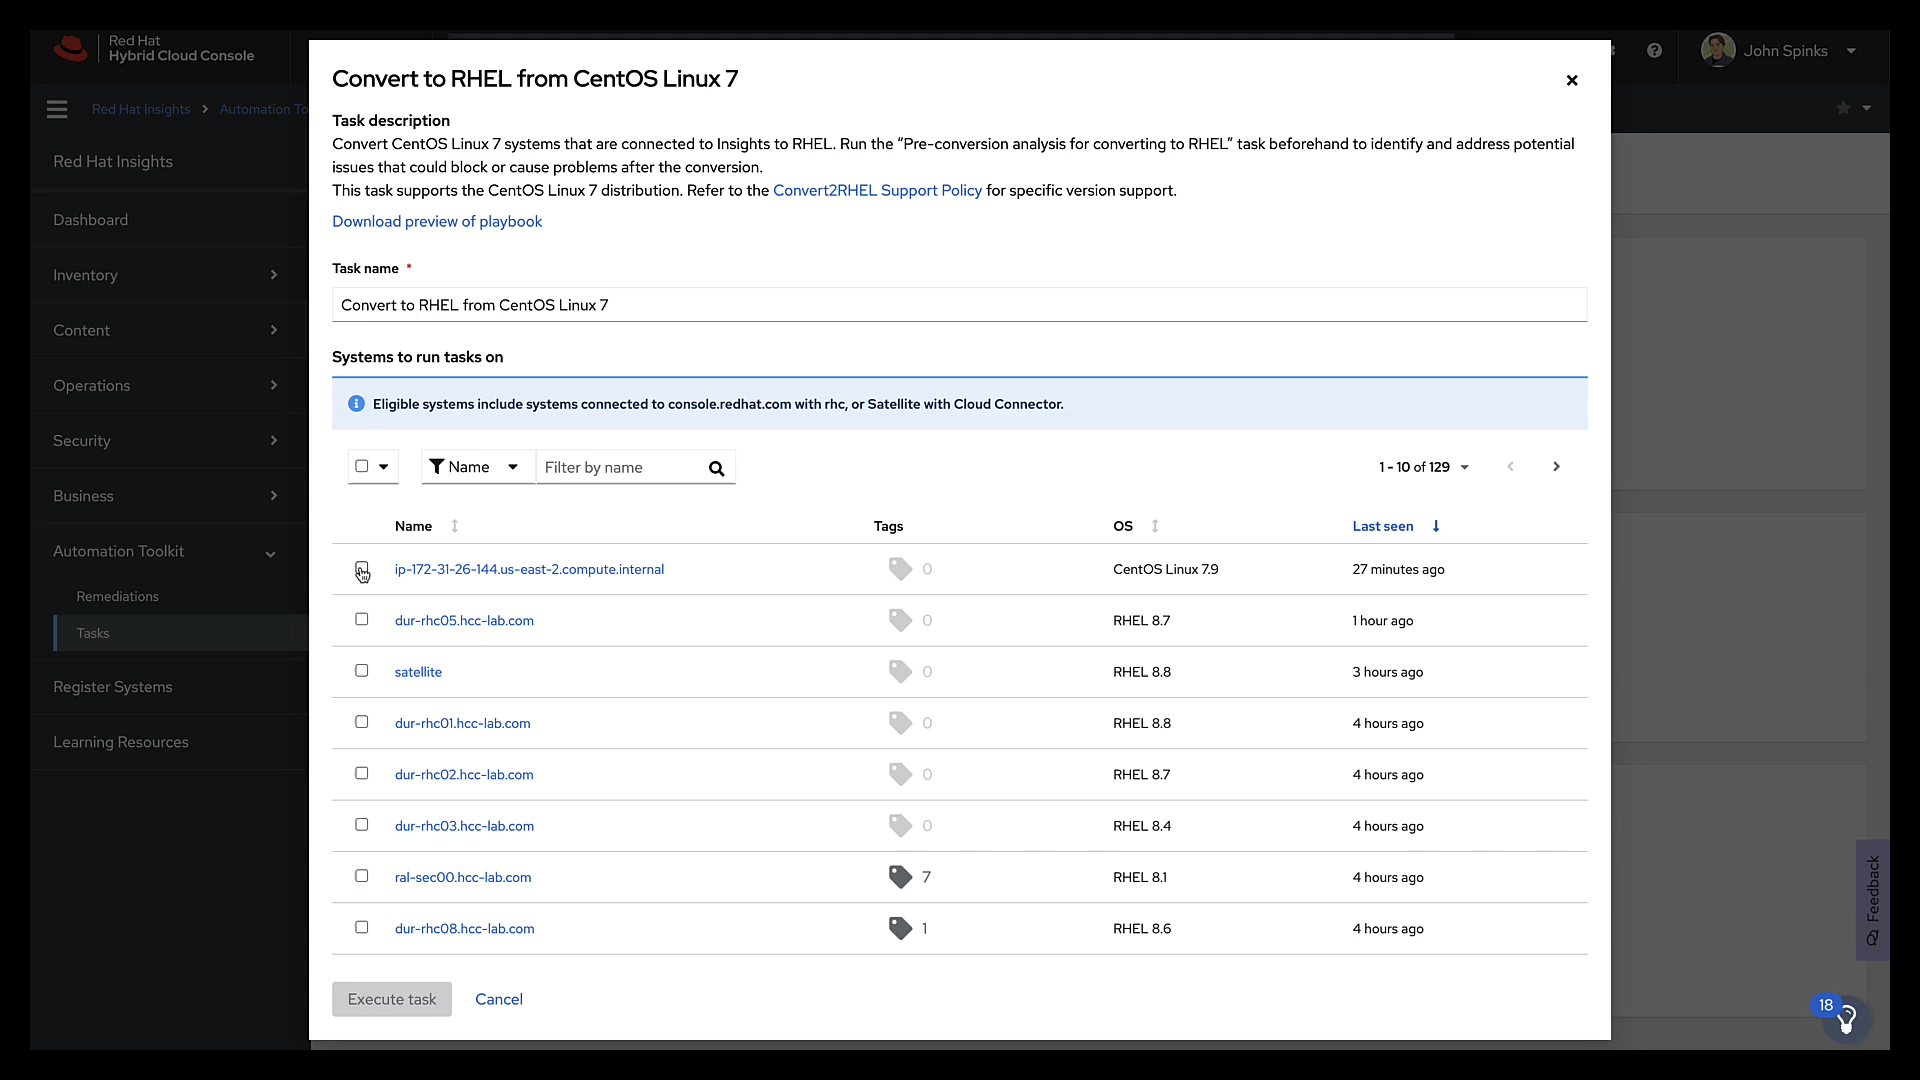 Red Hat
Hybrid Cloud Console
John Spinks
Red Hat Insights > Automation To
Red Hat Insights
Dashboard
Inventory
Content
Operations
Security
Business
Automation Toolkit
Remediations
Tasks
Register Systems
Learning Resources
Convert to RHEL from CentOS Linux 7
Task description
Convert CentOS Linux 7 systems that are connected to Insights to RHEL. Run the “Pre-conversion analysis for converting to RHEL” task beforehand to identify and address potential
issues that could block or cause problems after the conversion.
This task supports the CentOS Linux 7 distribution. Refer to the Convert2RHEL Support Policy for specific version support.
Download preview of playbook
Task name *
Convert to RHEL from CentOS Linux 7
Systems to run tasks on
Eligible systems include systems connected to console.redhat.com with rhc, or Satellite with Cloud Connector.
Name Filter by name 1 - 10 of 129
Name Tags OS Last seen
ip-172-31-26-144.us-east-2.compute.internal 0 CentOS Linux 7.9 27 minutes ago
dur-rhc05.hcc-lab.com 0 RHEL 8.7 1 hour ago
satellite 0 RHEL 8.8 3 hours ago
dur-rhc01.hcc-lab.com 0 RHEL 8.8 4 hours ago
dur-rhc02.hcc-lab.com 0 RHEL 8.7 4 hours ago
dur-rhc03.hcc-lab.com 0 RHEL 8.4 4 hours ago
ral-sec00.hcc-lab.com 7 RHEL 8.1 4 hours ago
dur-rhc08.hcc-lab.com 1 RHEL 8.6 4 hours ago
Execute task Cancel
Feedback
18